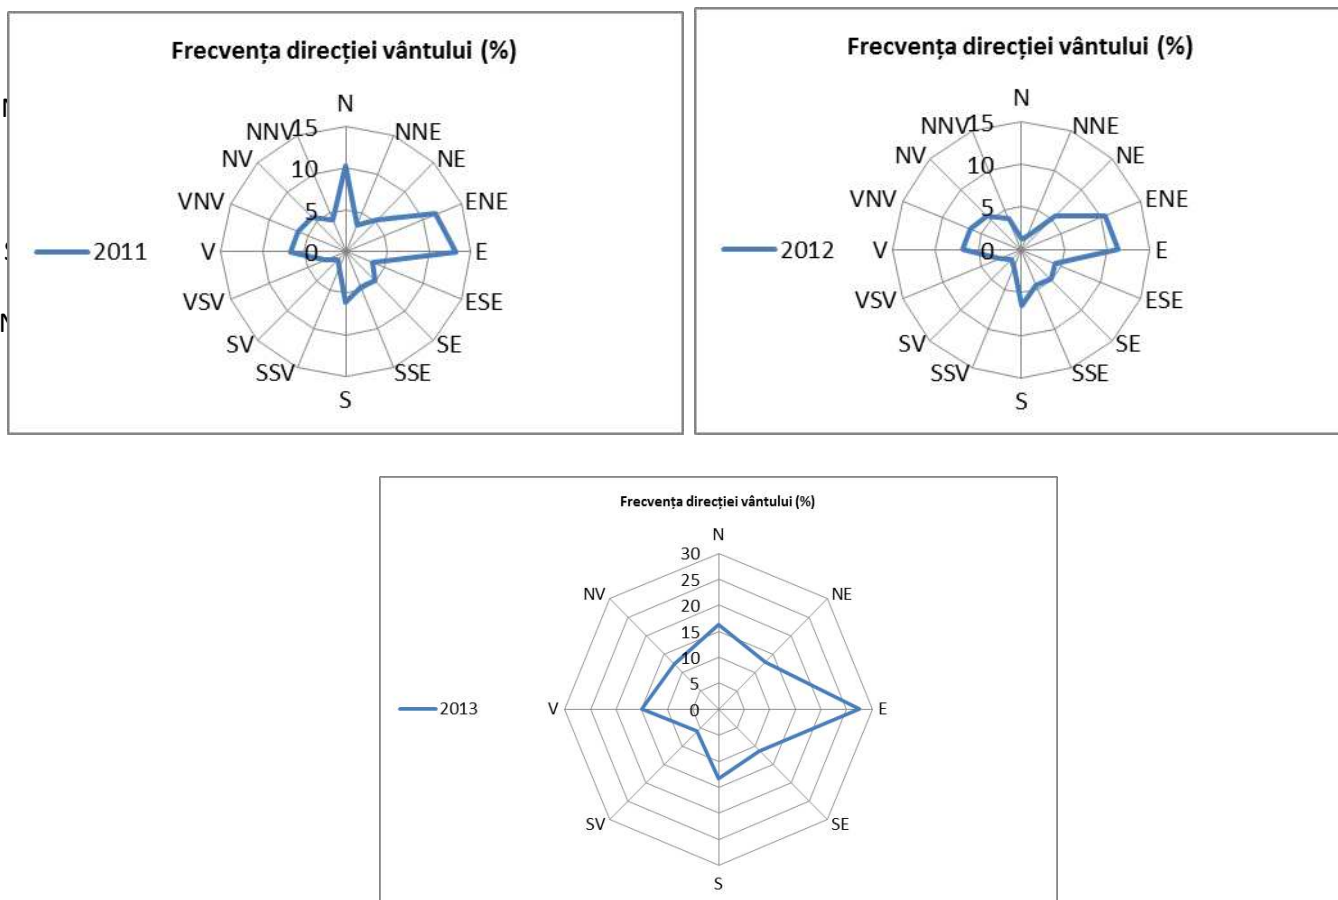 Frecvența direcției vântului (%)
N
NNE
NE
ENE
E
ESE
SE
SSE
S
SSV
SV
VSV
V
VNV
NV
NNV
15
10
5
0
2011
Frecvența direcției vântului (%)
N
NNE
NE
ENE
E
ESE
SE
SSE
S
SSV
SV
VSV
V
VNV
NV
NNV
15
10
5
0
2012
Frecvența direcției vântului (%)
N
NE
E
SE
S
SV
V
NV
30
25
20
15
10
5
0
2013